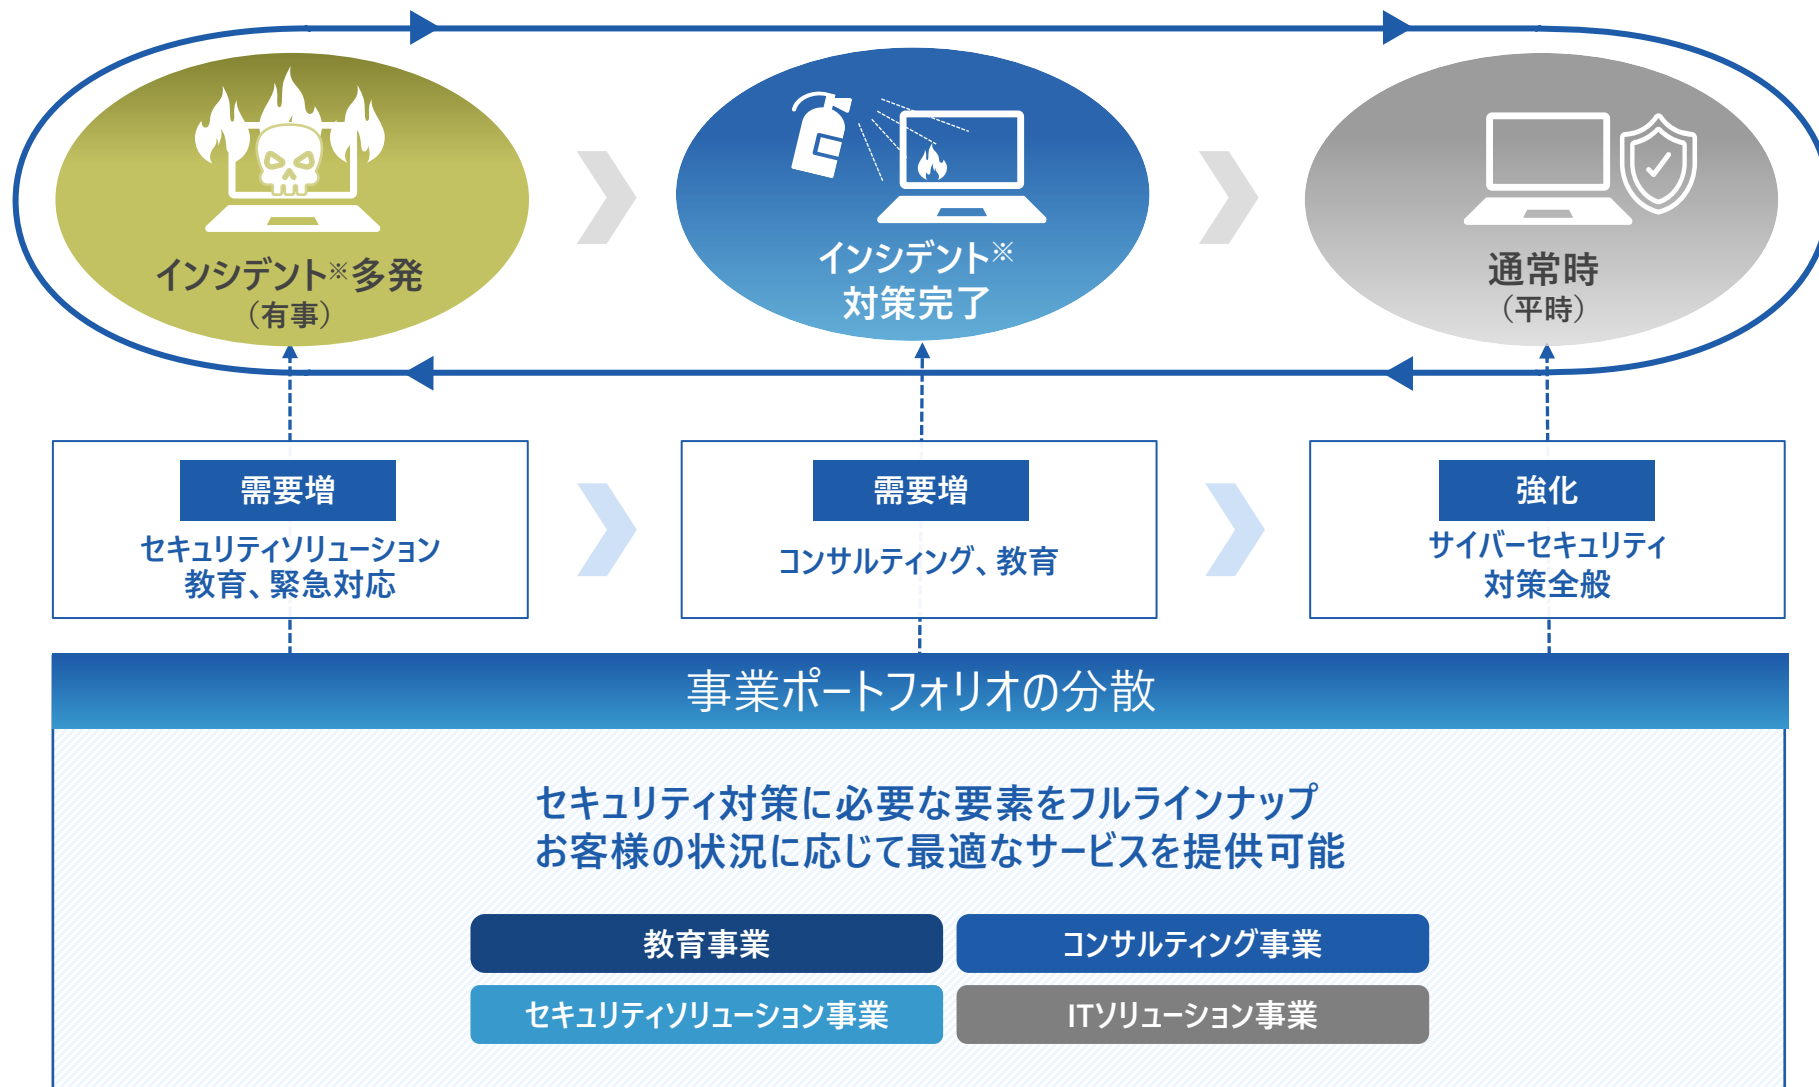 インシデント※多発
（有事）
インシデント※
対策完了
通常時
（平時）
需要増
セキュリティソリューション
教育、緊急対応
需要増
コンサルティング、教育
強化
サイバーセキュリティ
対策全般
事業ポートフォリオの分散
セキュリティ対策に必要な要素をフルラインナップ
お客様の状況に応じて最適なサービスを提供可能
教育事業
コンサルティング事業
セキュリティソリューション事業
ITソリューション事業